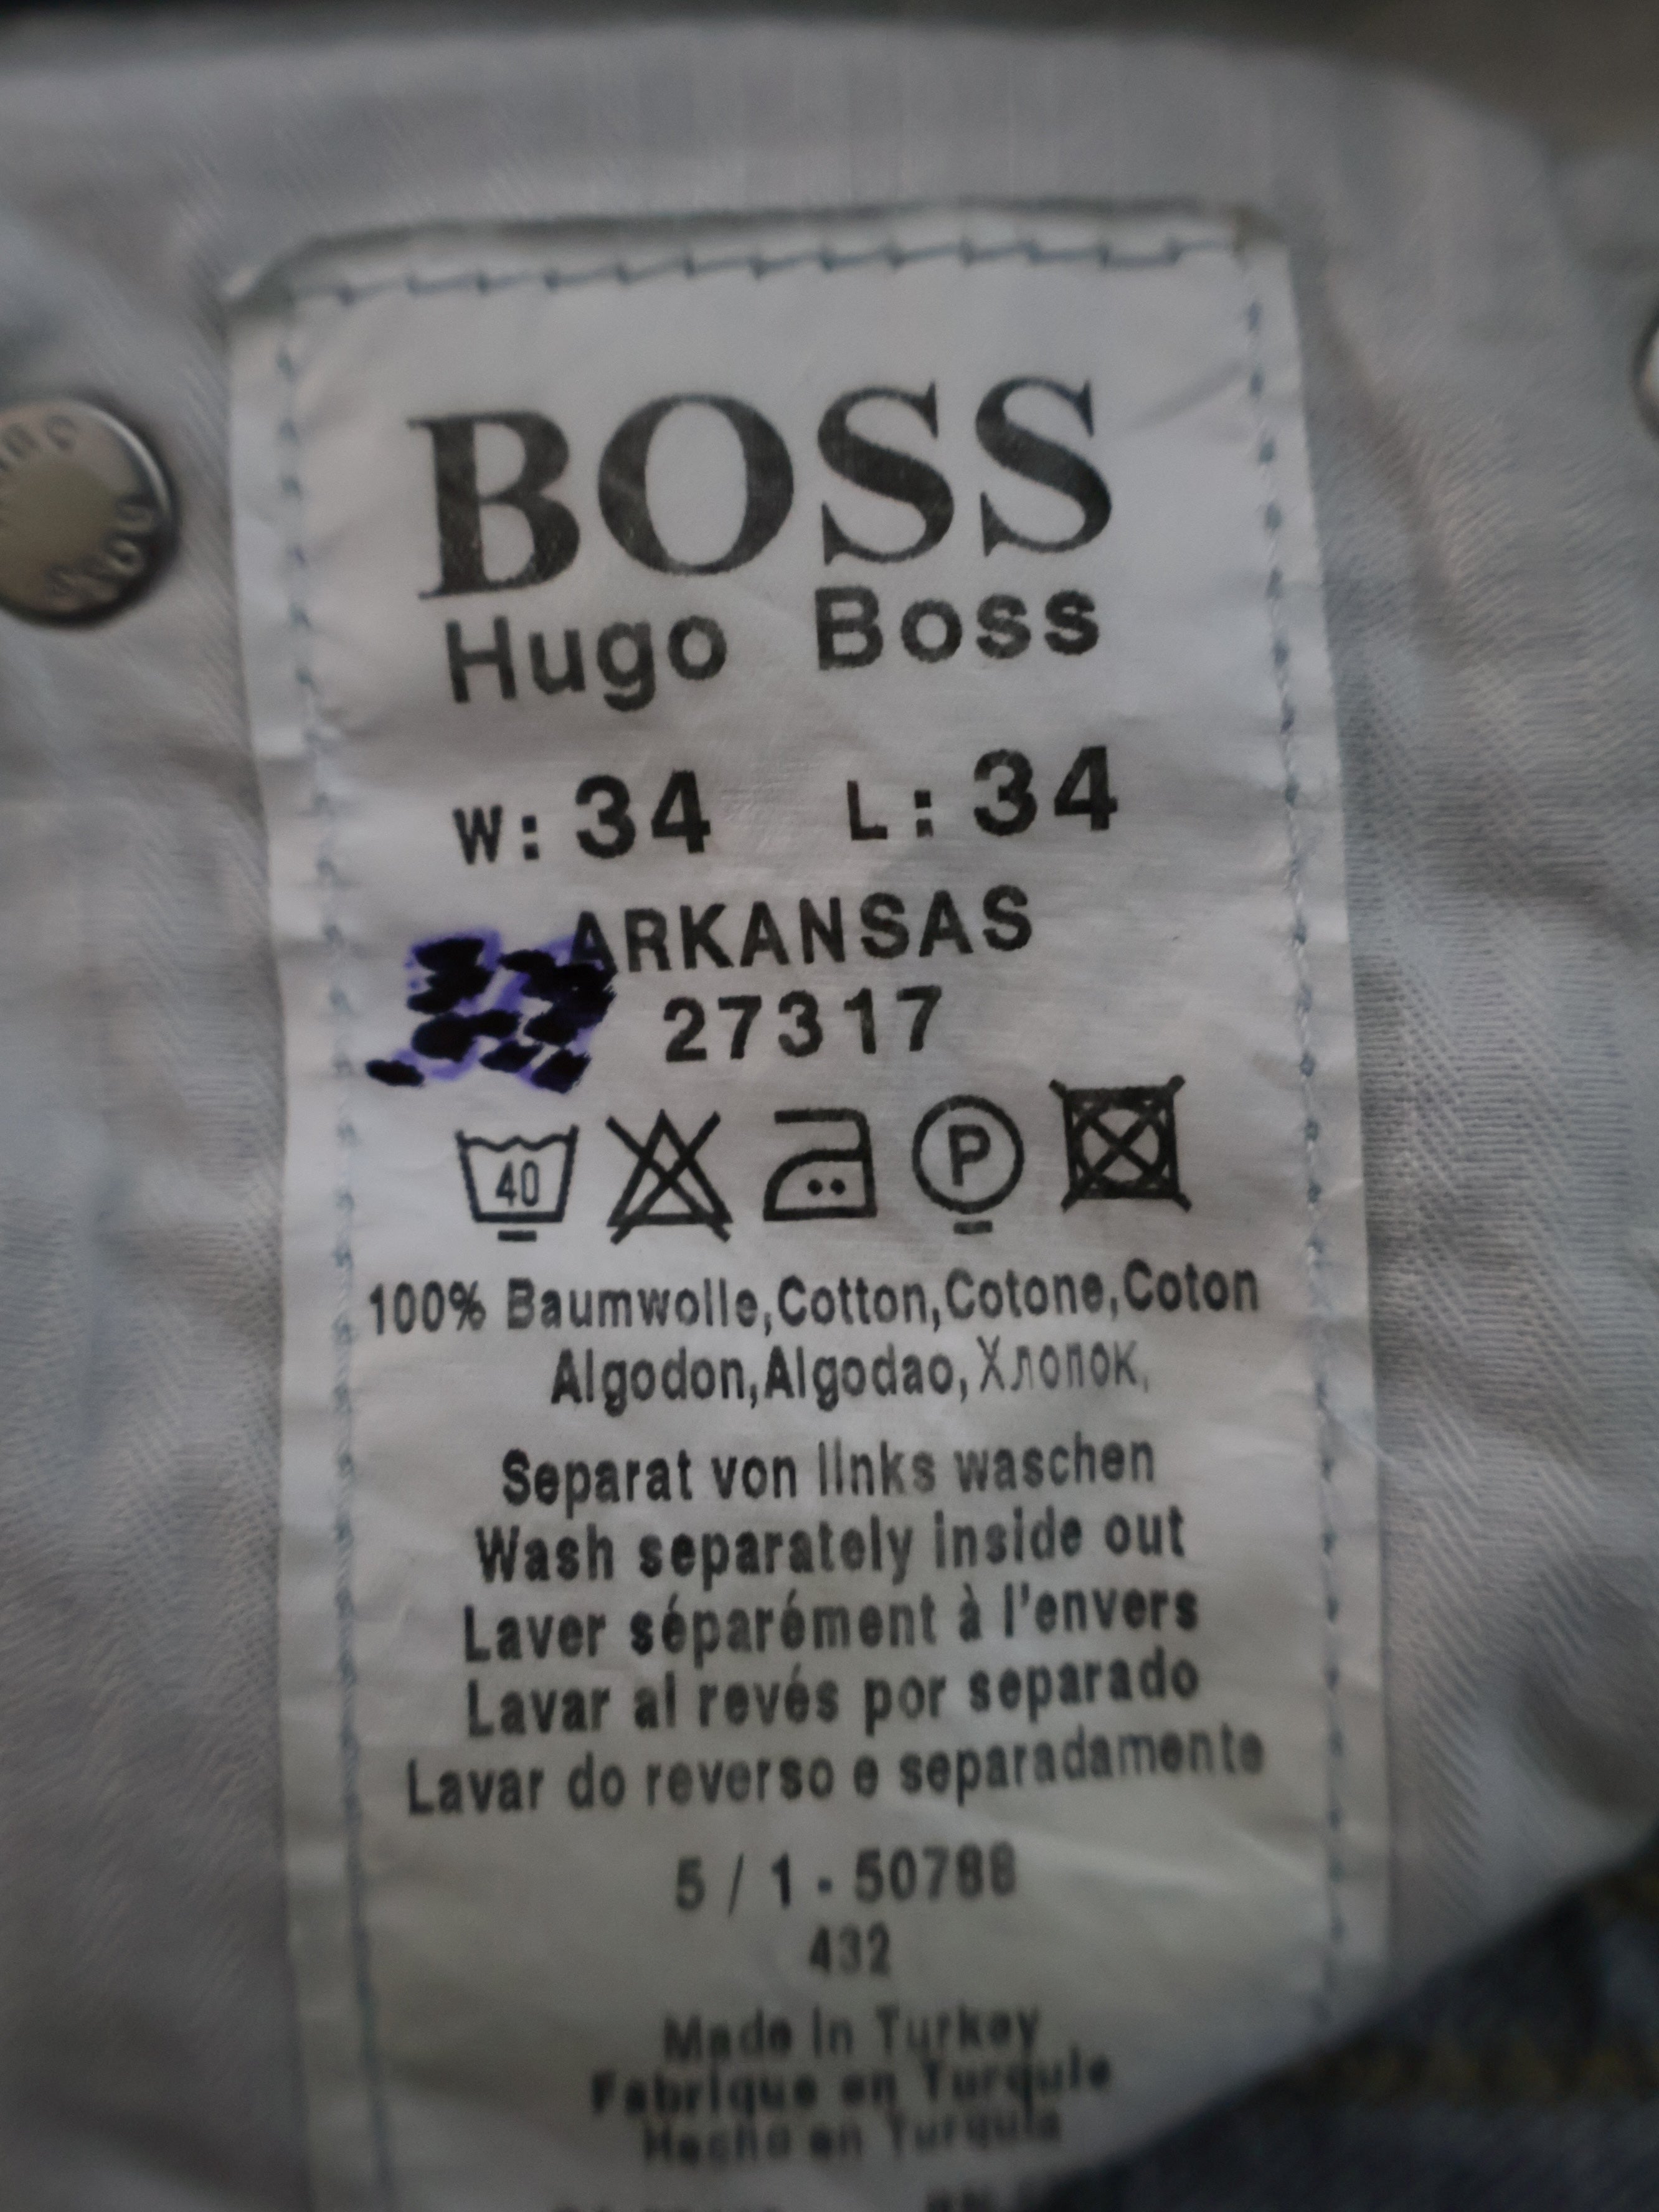 BOSS
Hugo Boss
W: 34 L: 34
ARKANSAS
27317
40 P
100% Baumwolle,Cotton,Cotone,Coton
Algodon,Algodao,Хлопок,
Separat von links waschen
Wash separately inside out
Laver séparément à l'envers
Lavar al revés por separado
Lavar do reverso e separadamente
5 / 1 - 50788
432
Made in Turkey
Fabrique en Turquie
Hecho en Turquia